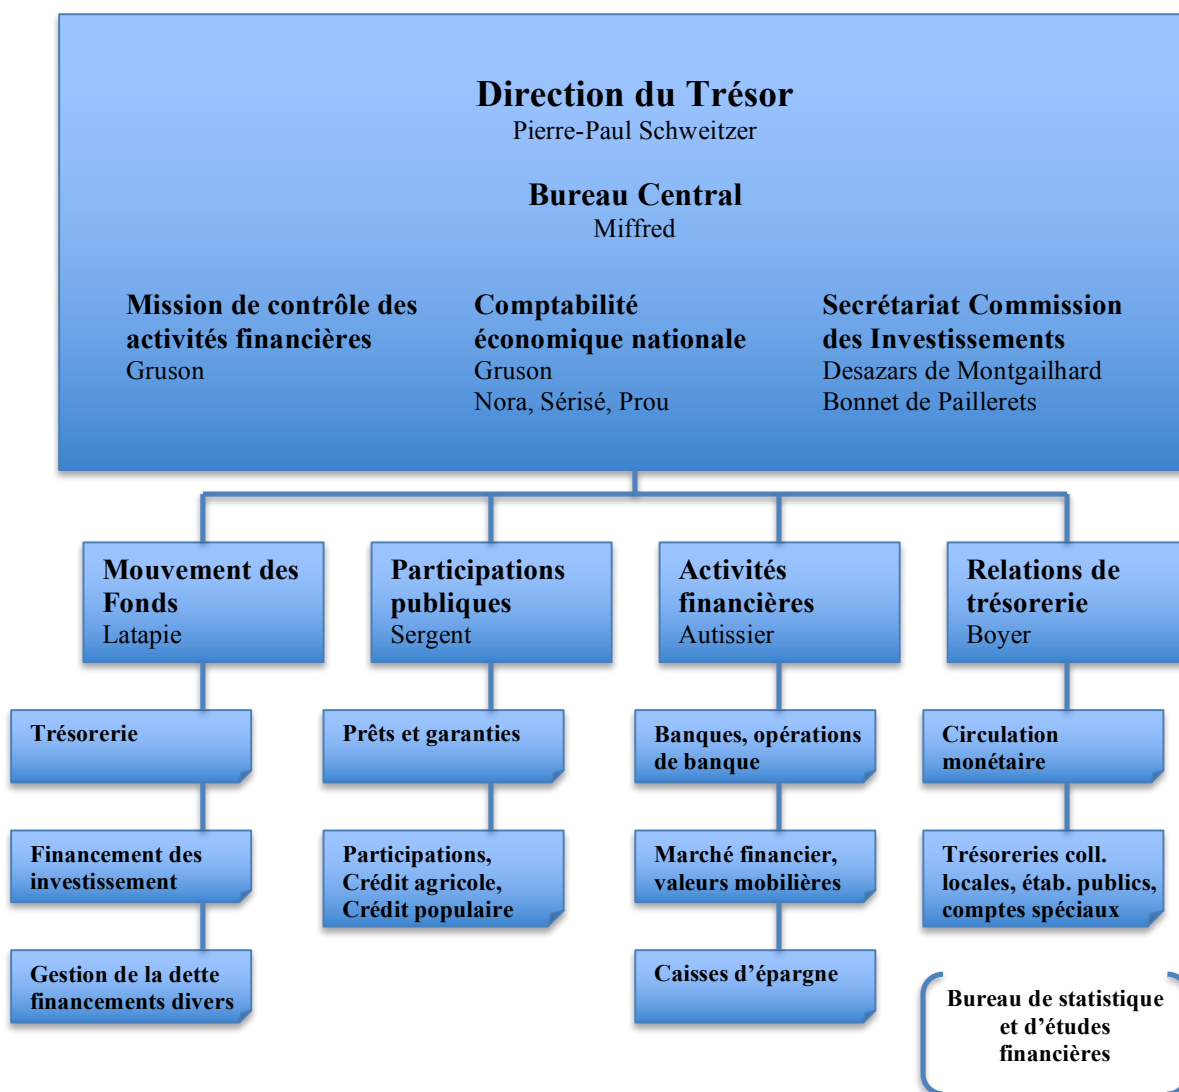 Direction du Trésor
Pierre-Paul Schweitzer
Bureau Central
Miffred
Mission de contrôle des
activités financières
Gruson
Comptabilité
économique nationale
Gruson
Nora, Sérisé, Prou
Secrétariat Commission
des Investissements
Desazars de Montgailhard
Bonnet de Paillerets
Mouvement des
Fonds
Latapie
Participations
publiques
Sergent
Activités
financières
Autissier
Relations de
trésorerie
Boyer
Trésorerie
Prêts et garanties
Banques, opérations
de banque
Circulation
monétaire
Financement des
investissement
Participations,
Crédit agricole,
Crédit populaire
Marché financier,
valeurs mobilières
Trésoreries coll.
locales, étab. publics,
comptes spéciaux
Gestion de la dette
financements divers
Caisses d’épargne
Bureau de statistique
et d’études
financières